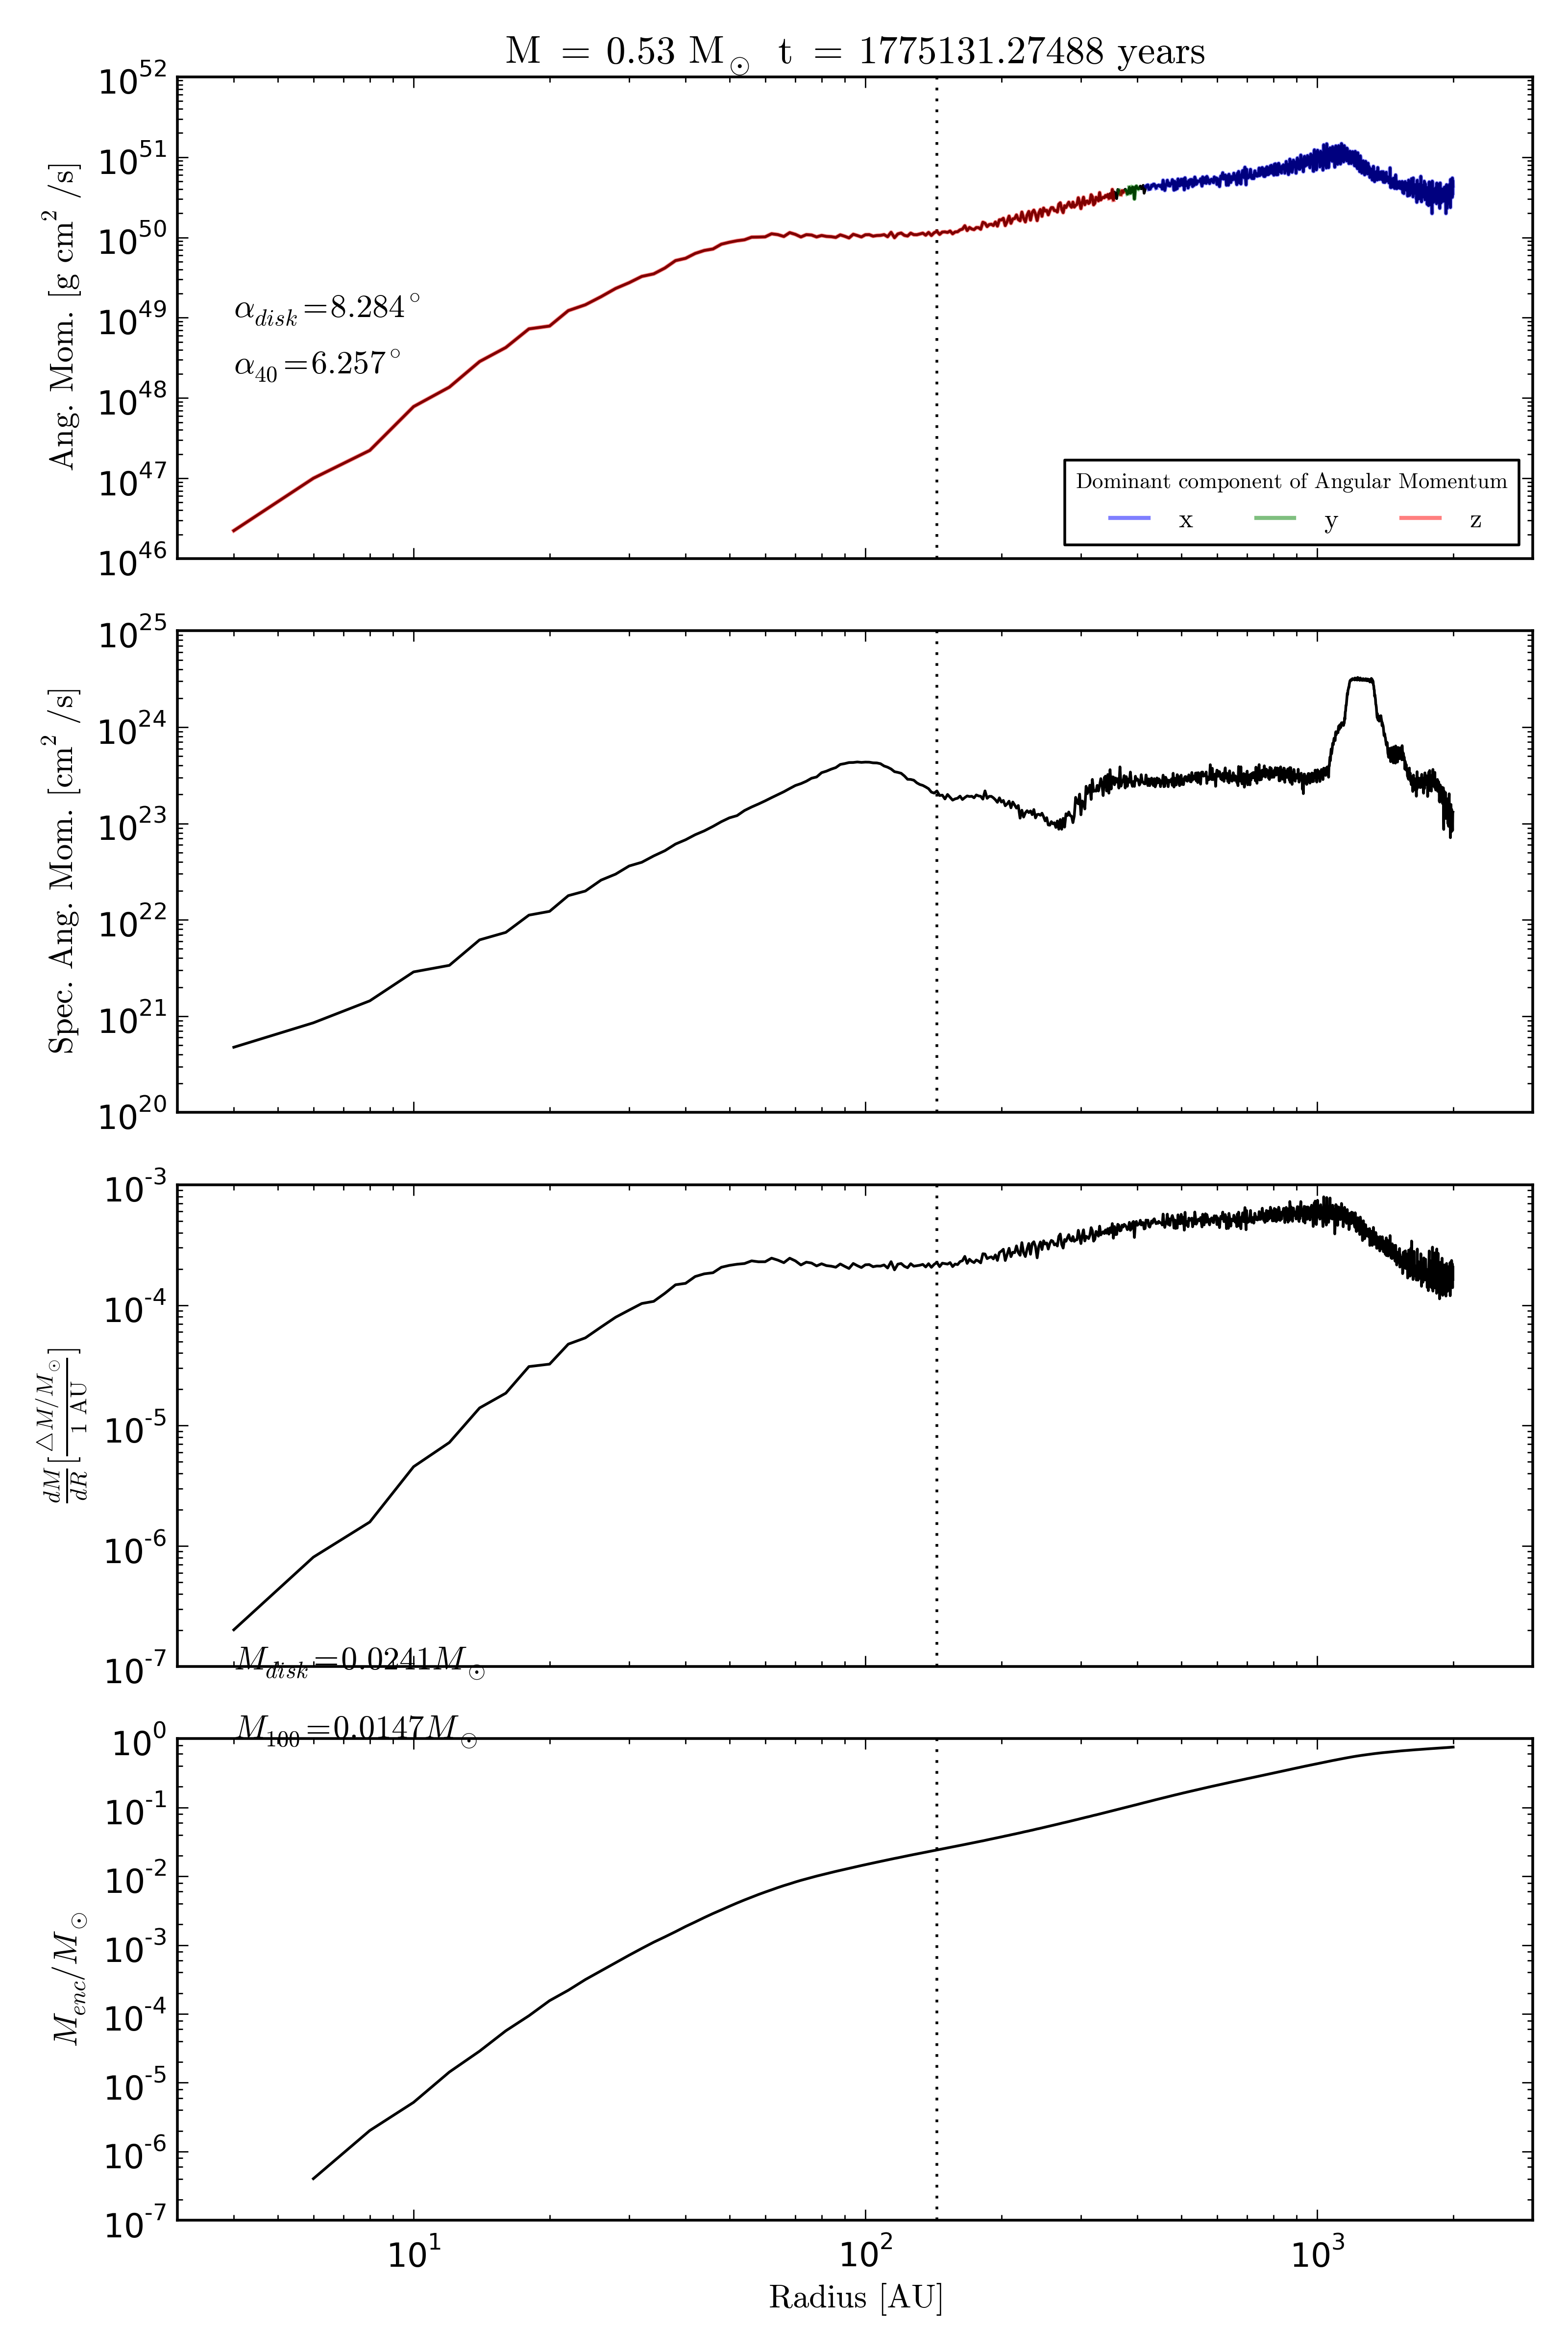 M = 0.53 M⊙ t = 1775131.27488 years
10^52
10^51
10^50
10^49
10^48
10^47
10^46
Ang. Mom. [g cm^2 /s]
α_disk=8.284°
α_40=6.257°
Dominant component of Angular Momentum
x y z
10^25
10^24
10^23
10^22
10^21
10^20
Spec. Ang. Mom. [cm^2 /s]
10^-3
10^-4
10^-5
10^-6
10^-7
dM/dR [△M/M⊙ / 1 AU]
M_disk=0.0241M⊙
M_100=0.0147M⊙
10^0
10^-1
10^-2
10^-3
10^-4
10^-5
10^-6
10^-7
M_enc/M⊙
10^1 10^2 10^3
Radius [AU]